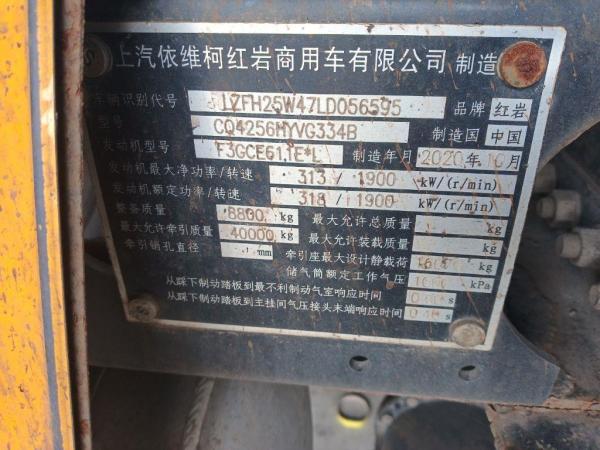 上汽依维柯红岩商用车有限公司 制造
车辆识别代号 LZFH25W47LD056595 品牌 红岩
型号 CQ4256HYVG334B 制造国 中国
发动机型号 F3GCE611E*L 制造年月 2020年10月
发动机最大净功率/转速 313 / 1900 kW/(r/min)
发动机额定功率/转速 318 / 1900 kW/(r/min)
整备质量 8800 kg 最大允许总质量 kg
最大允许牵引质量 40000 kg 最大允许装载质量 kg
牵引销孔直径 mm 牵引座最大设计静载荷 kg
储气筒额定工作气压 kPa
从踩下制动踏板到最不利制动气室响应时间 s
从踩下制动踏板到主挂间气压接头末端响应时间 s